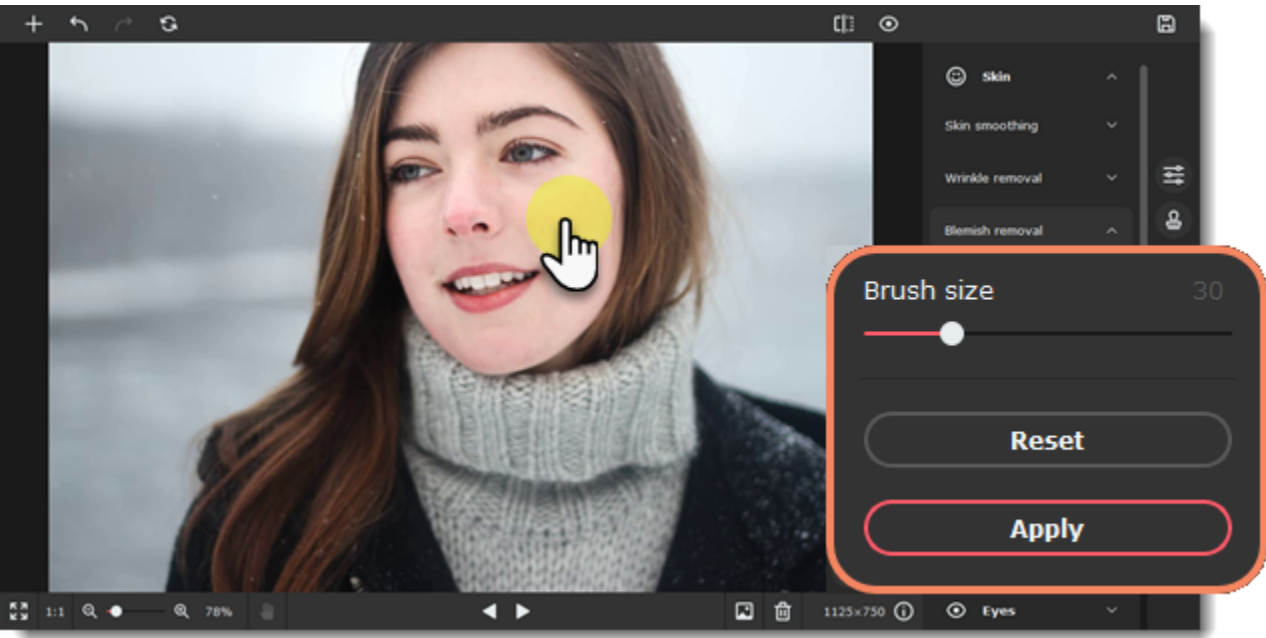 Skin
Skin smoothing
Wrinkle removal
Blemish removal
Brush size 30
Reset
Apply
1:1 78% 1125x750 Eyes